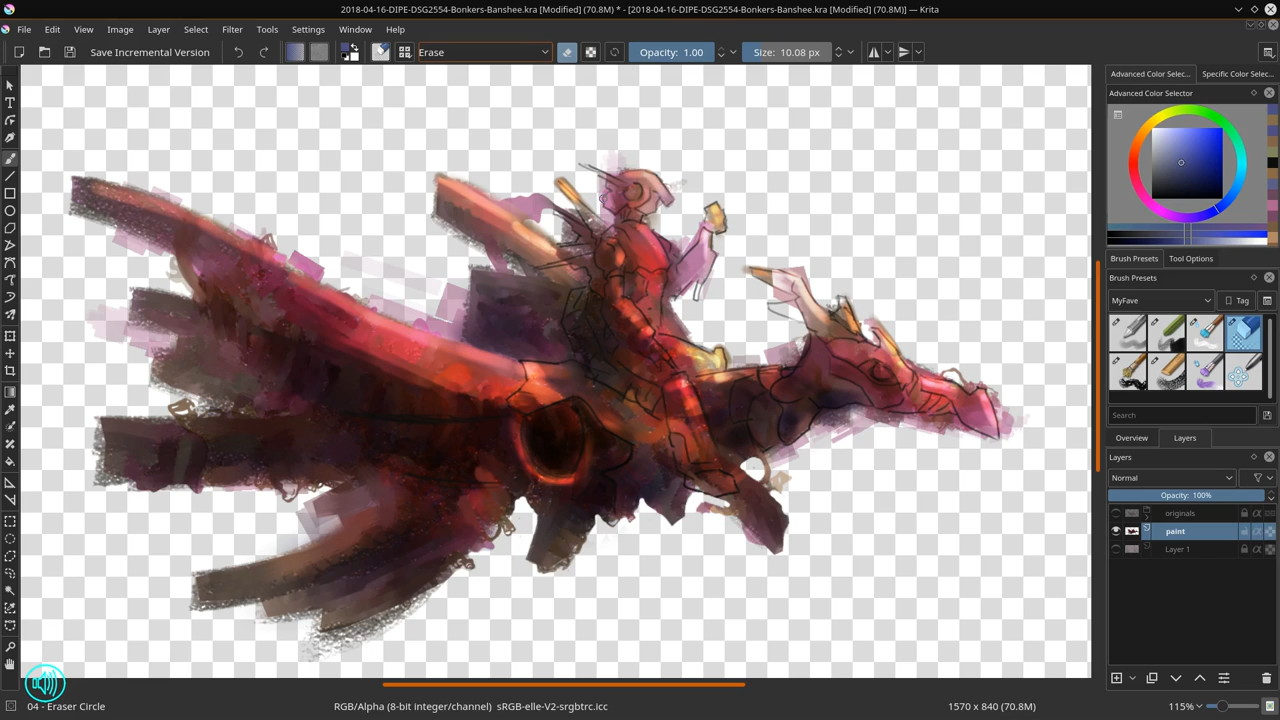 2018-04-16-DIPE-DSG2554-Bonkers-Banshee.kra [Modified] (70.8M) * - [2018-04-16-DIPE-DSG2554-Bonkers-Banshee.kra [Modified] (70.8M)] — Krita
File Edit View Image Layer Select Filter Tools Settings Window Help
Save Incremental Version Erase Opacity: 1.00 Size: 10.08 px
Advanced Color Selec... Specific Color Selec...
Advanced Color Selector
Brush Presets Tool Options
Brush Presets
MyFave Tag
Search
Overview Layers
Layers
Normal
Opacity: 100%
originals
paint
Layer 1
04 - Eraser Circle RGB/Alpha (8-bit integer/channel) sRGB-elle-V2-srgbtrc.icc 1570 x 840 (70.8M) 115%